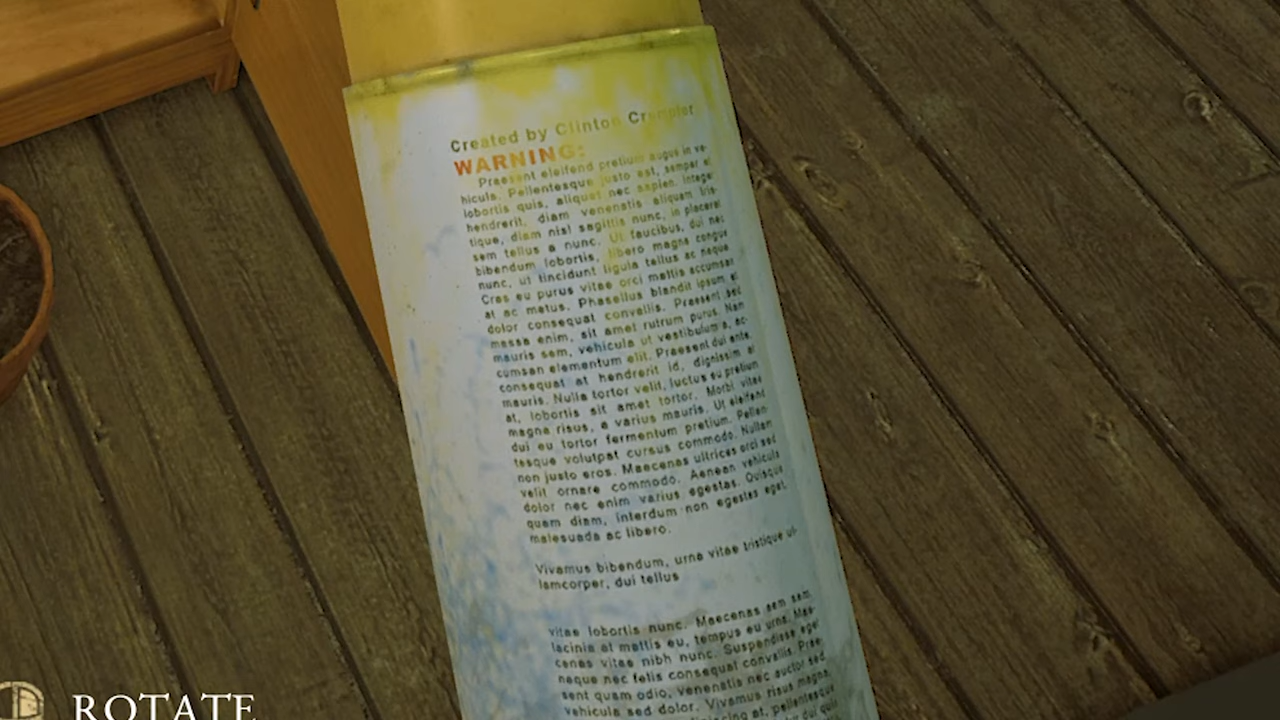 Created by Clinton
WARNING:
Praesent eleifend pretium augue in ve-
hicula. Pellentesque justo est, semper et
lobortis quis, aliquet nec sapien. Integer
hendrerit, diam venenatis aliquam tris-
tique, diam nisl sagittis nunc, in placerat
sem tellus a nunc. Ut faucibus, dui nec
bibendum lobortis, libero magna congue
nunc, ut tincidunt ligula tellus ac neque
Cras eu purus vitae orci mattis accumsan
at ac metus. Phasellus blandit ipsum et
dolor consequat convallis. Praesent sed
massa enim, sit amet rutrum purus. Nam
mauris sem, vehicula ut vestibulum a, ac-
cumsan elementum elit. Praesent dui ante,
consequat at hendrerit id, dignissim at
mauris. Nulla tortor velit, luctus eu pretium
at, lobortis sit amet tortor. Morbi vitae
magna risus, a varius mauris. Ut eleifend
dui eu tortor fermentum pretium. Pellen-
tesque volutpat cursus commodo. Nullam
non justo eros. Maecenas ultrices orci sed
velit ornare commodo. Aenean vehicula
dolor nec enim varius egestas. Quisque
quam diam, interdum non egestas eget,
malesuada ac libero.
Vivamus bibendum, urna vitae tristique ul-
lamcorper, dui tellus
vitae lobortis nunc. Maecenas sem sem,
lacinia at mattis eu, tempus eu urna. Mae-
cenas vitae nibh nunc. Suspendisse eget
neque nec felis consequat convallis. Prae-
sent quam odio, venenatis nec auctor sed,
vehicula sed dolor. Vivamus risus magna,
adipiscing at, pellentesque
dui quis
ROTATE